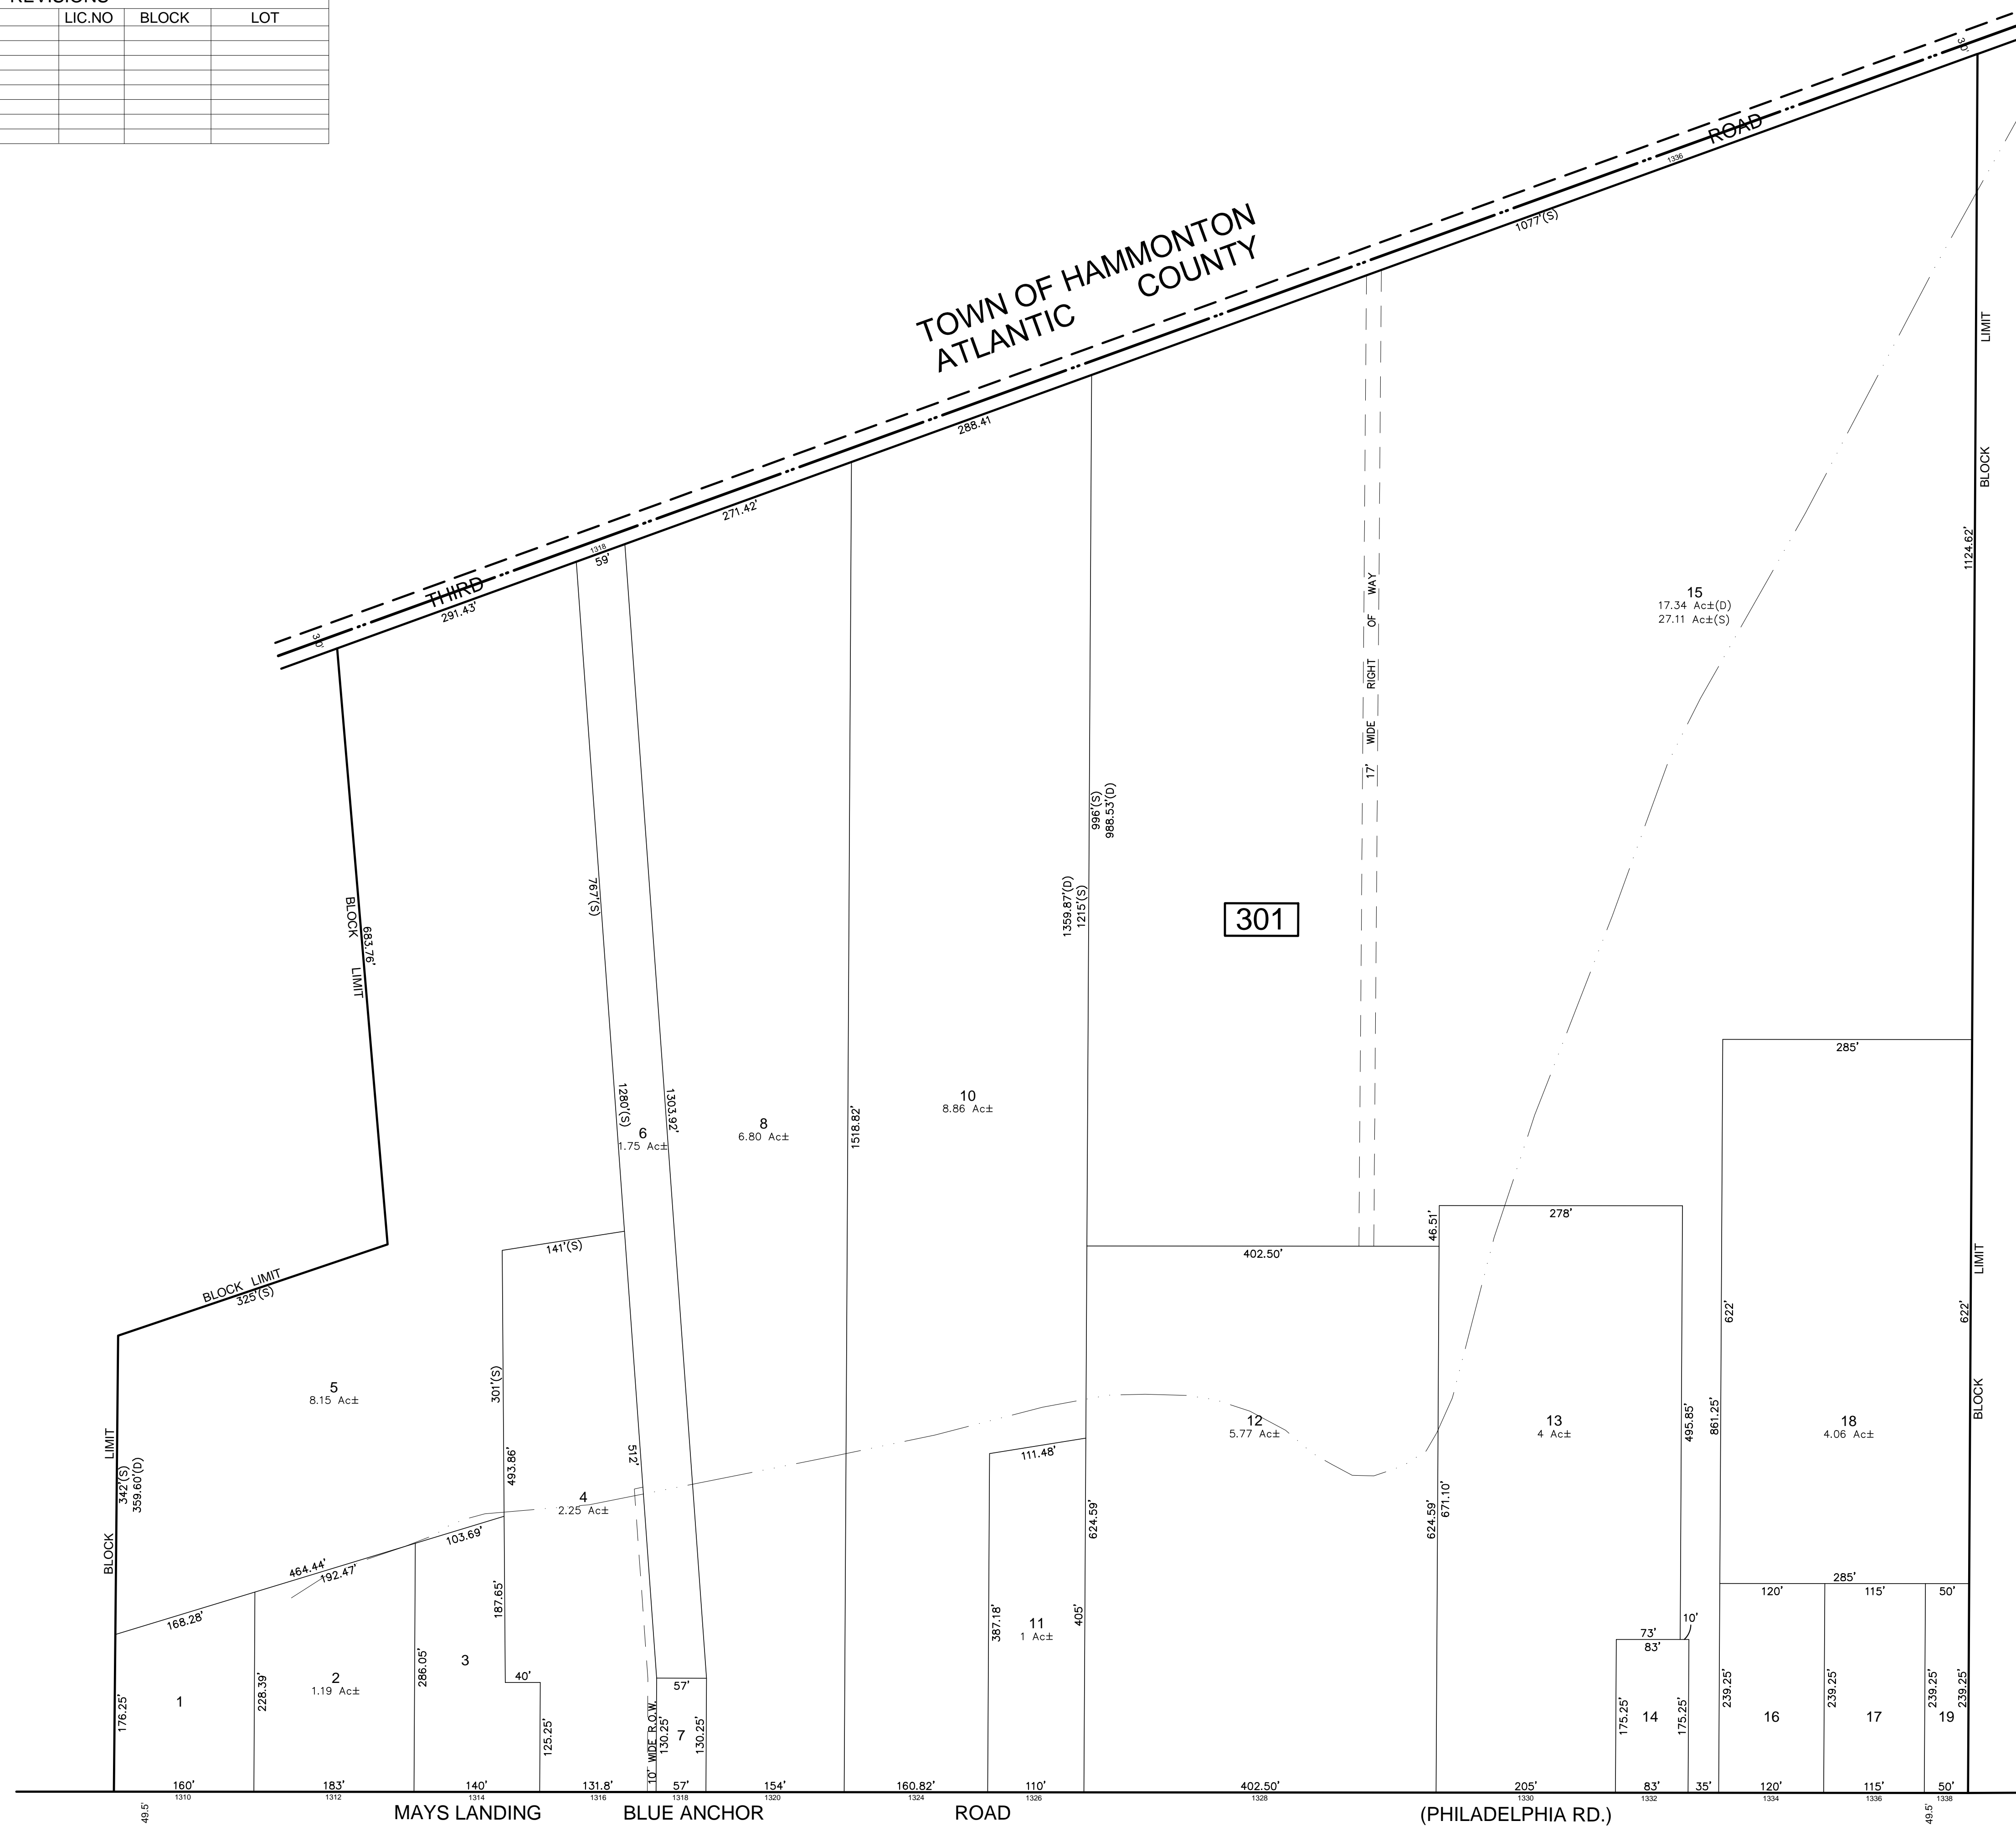 REVISIONS
LIC.NO BLOCK LOT
30'
ROAD
1336
1077'(S)
TOWN OF HAMMONTON
ATLANTIC COUNTY
288.41
271.42'
1318
59'
THIRD
291.43'
30'
BLOCK LIMIT
1124.62'
15
17.34 Ac±(D)
27.11 Ac±(S)
17' WIDE RIGHT OF WAY
996'(S)
988.53'(D)
1359.87'(D)
1215'(S)
301
767'(S)
BLOCK LIMIT
683.76'
285'
10
8.86 Ac±
1518.82'
8
6.80 Ac±
1303.92'
1280'(S)
6
1.75 Ac±
278'
46.51'
402.50'
141'(S)
BLOCK LIMIT
325'(S)
622'
622'
BLOCK LIMIT
5
8.15 Ac±
301'(S)
493.86'
512'
4
2.25 Ac±
111.48'
12
5.77 Ac±
13
4 Ac±
495.85'
861.25'
18
4.06 Ac±
BLOCK LIMIT
342'(S)
359.60'(D)
624.59'
624.59'
671.10'
103.69'
464.44'
192.47'
168.28'
285'
120' 115' 50'
187.65'
387.18'
11
1 Ac±
405'
10'
73'
83'
176.25'
1
228.39'
2
1.19 Ac±
286.05'
3
40'
125.25'
10' WIDE R.O.W.
57'
130.25'
7
130.25'
175.25'
14
175.25'
239.25'
16
239.25'
17
239.25'
19
239.25'
160' 183' 140' 131.8' 57' 154' 160.82' 110' 402.50' 205' 83' 35' 120' 115' 50'
1310 1312 1314 1316 1318 1320 1324 1326 1328 1330 1332 1334 1336 1338
49.5' MAYS LANDING BLUE ANCHOR ROAD (PHILADELPHIA RD.) 49.5'